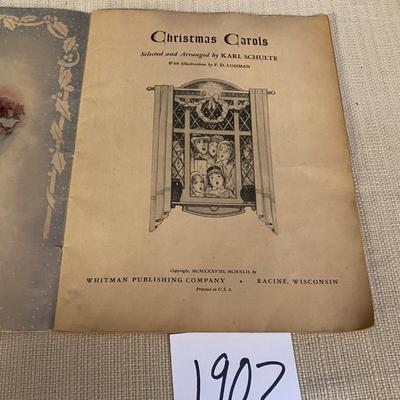 Christmas Carols
Selected and Arranged by KARL SCHULTE
With Illustrations by F. D. LOHMAN
Copyright, MCMXXXVIII, MCMXLII, by
WHITMAN PUBLISHING COMPANY • RACINE, WISCONSIN
Printed in U.S.A.
1907